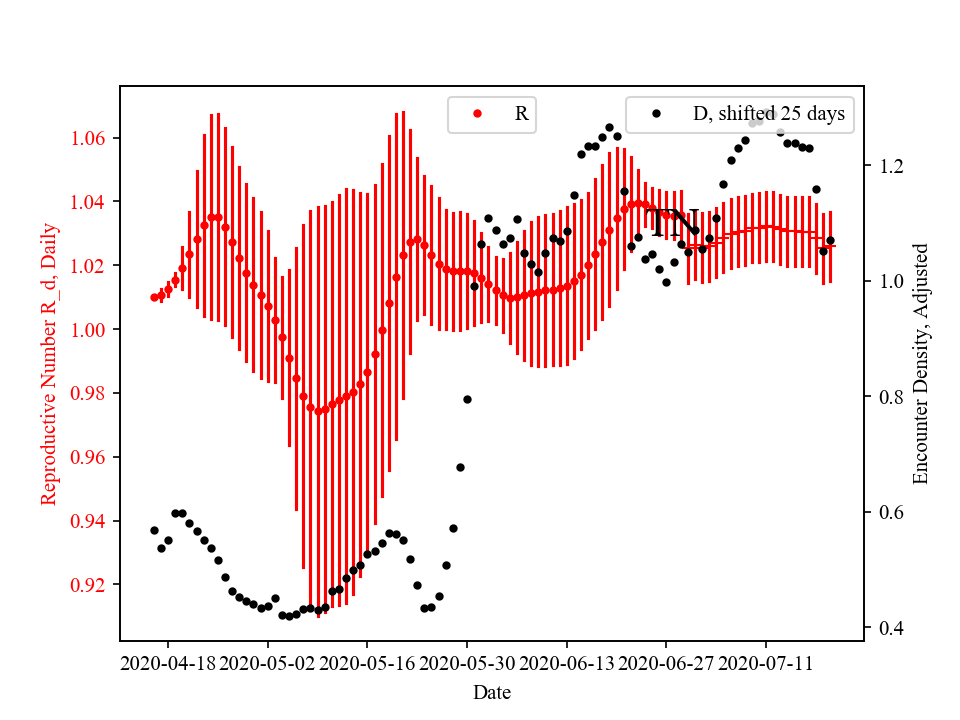 R
D, shifted 25 days
1.06
1.04
1.02
1.00
0.98
0.96
0.94
0.92
Reproductive Number R_d, Daily
TN
1.2
1.0
0.8
0.6
0.4
Encounter Density, Adjusted
2020-04-18 2020-05-02 2020-05-16 2020-05-30 2020-06-13 2020-06-27 2020-07-11
Date